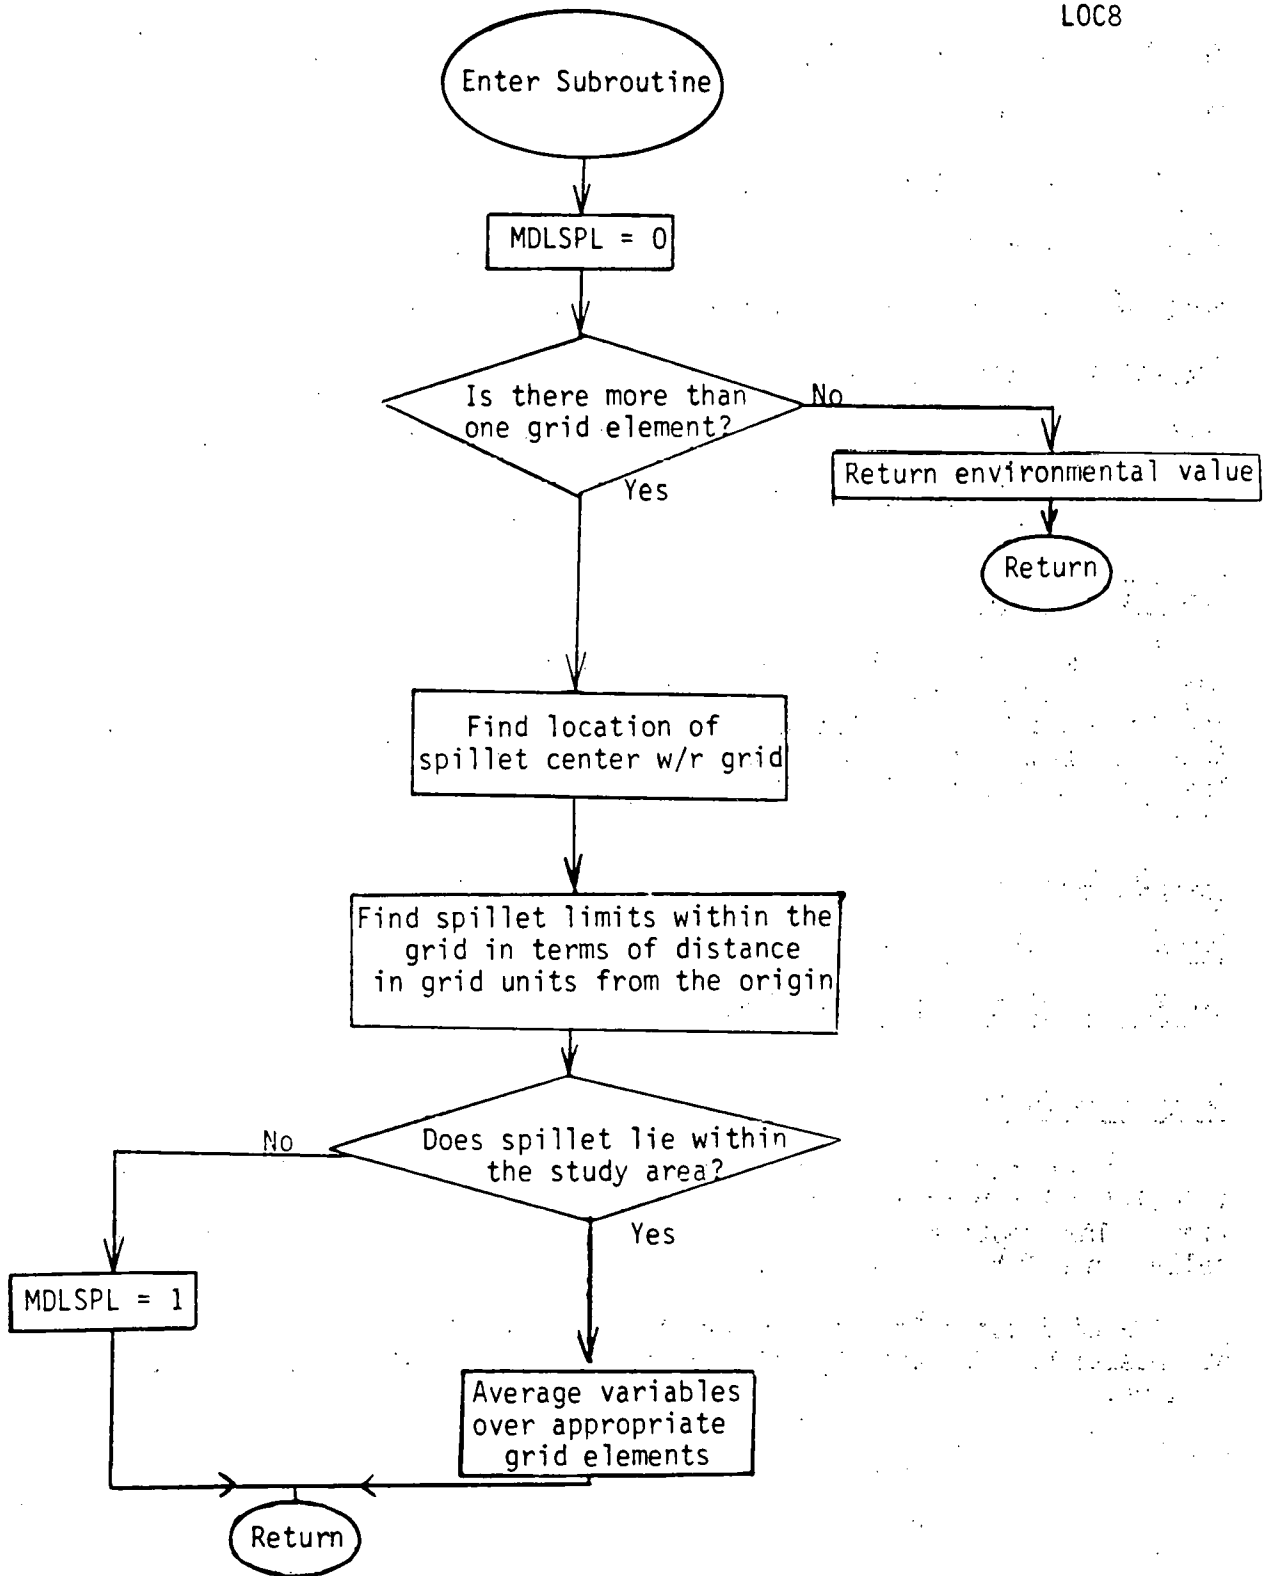 LOC8
Enter Subroutine
MDLSPL = 0
Is there more than
one grid element?
No
Yes
Return environmental value
Return
Find location of
spillet center w/r grid
Find spillet limits within the
grid in terms of distance
in grid units from the origin
Does spillet lie within
the study area?
No
Yes
MDLSPL = 1
Average variables
over appropriate
grid elements
Return